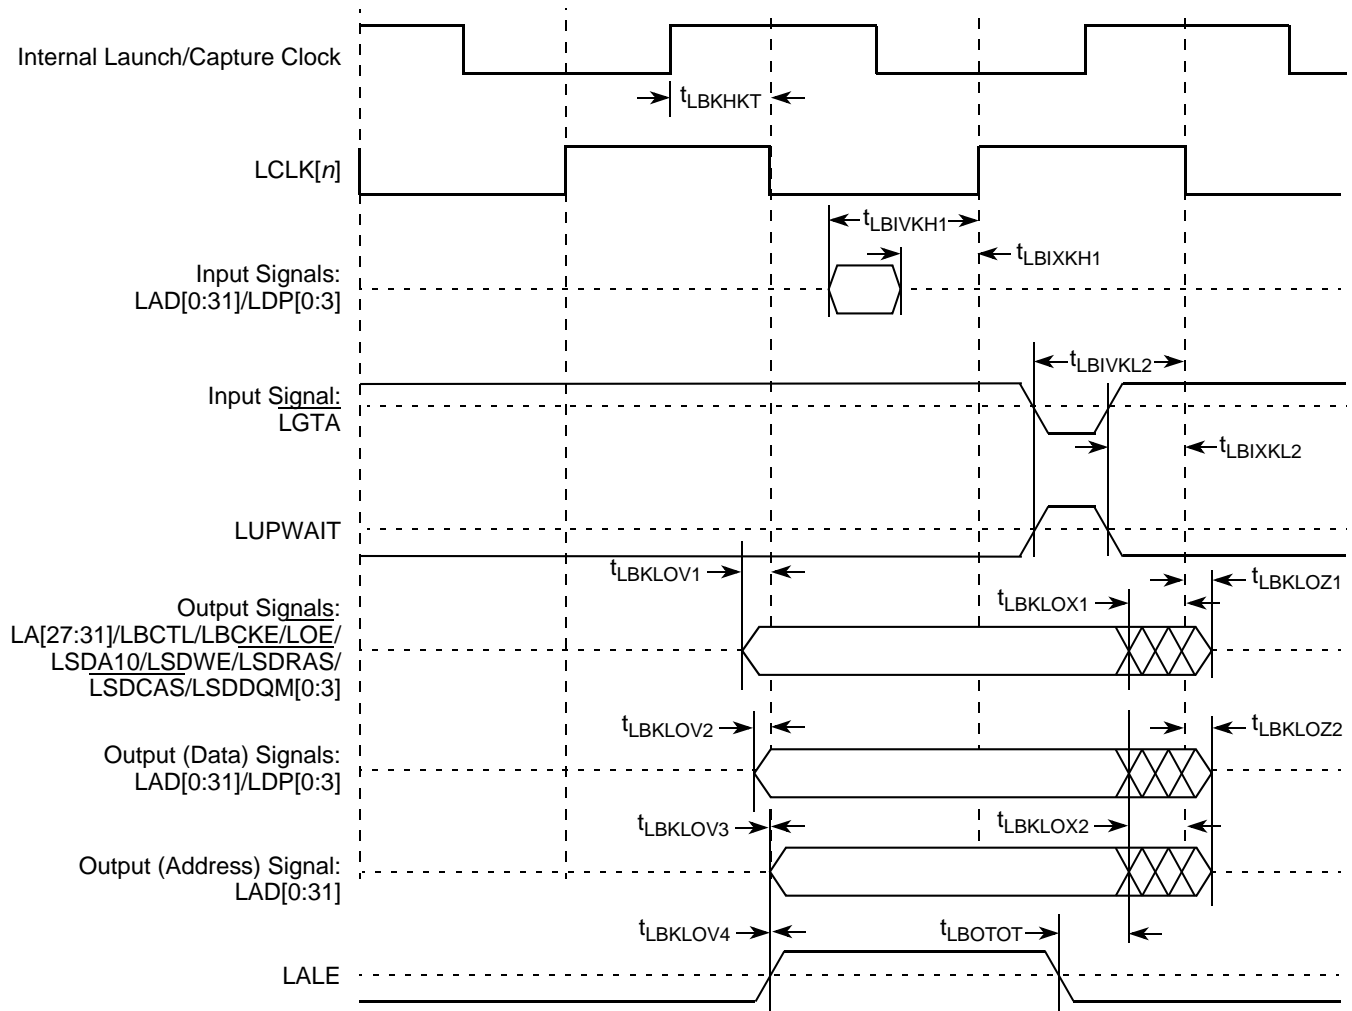 Internal Launch/Capture Clock
tLBKHKT
LCLK[n]
tLBIVKH1
tLBIXKH1
Input Signals:
LAD[0:31]/LDP[0:3]
tLBIVKL2
Input Signal:
LGTA
tLBIXKL2
LUPWAIT
tLBKLOV1
tLBKLOZ1
tLBKLOX1
Output Signals:
LA[27:31]/LBCTL/LBCKE/LOE/
LSDA10/LSDWE/LSDRAS/
LSDCAS/LSDDQM[0:3]
tLBKLOV2
tLBKLOZ2
Output (Data) Signals:
LAD[0:31]/LDP[0:3]
tLBKLOV3
tLBKLOX2
Output (Address) Signal:
LAD[0:31]
tLBKLOV4
tLBOTOT
LALE